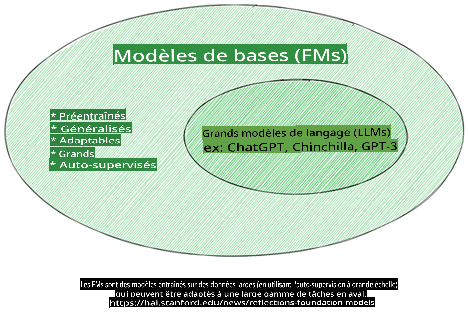 Modèles de bases (FMs)
* Préentraînés
* Généralisés
* Adaptables
* Grands
* Auto-supervisés
Grands modèles de langage (LLMs)
ex: ChatGPT, Chinchilla, GPT-3
Les FMs sont des modèles entraînés sur des données larges (en utilisant l'auto-supervision à grande échelle)
qui peuvent être adaptés à une large gamme de tâches en aval.
https://hai.stanford.edu/news/reflections-foundation-models